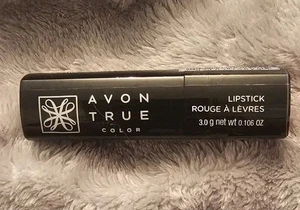 AVON
TRUE
COLOR
LIPSTICK
ROUGE À LÈVRES
3.0 g net wt 0.106 OZ